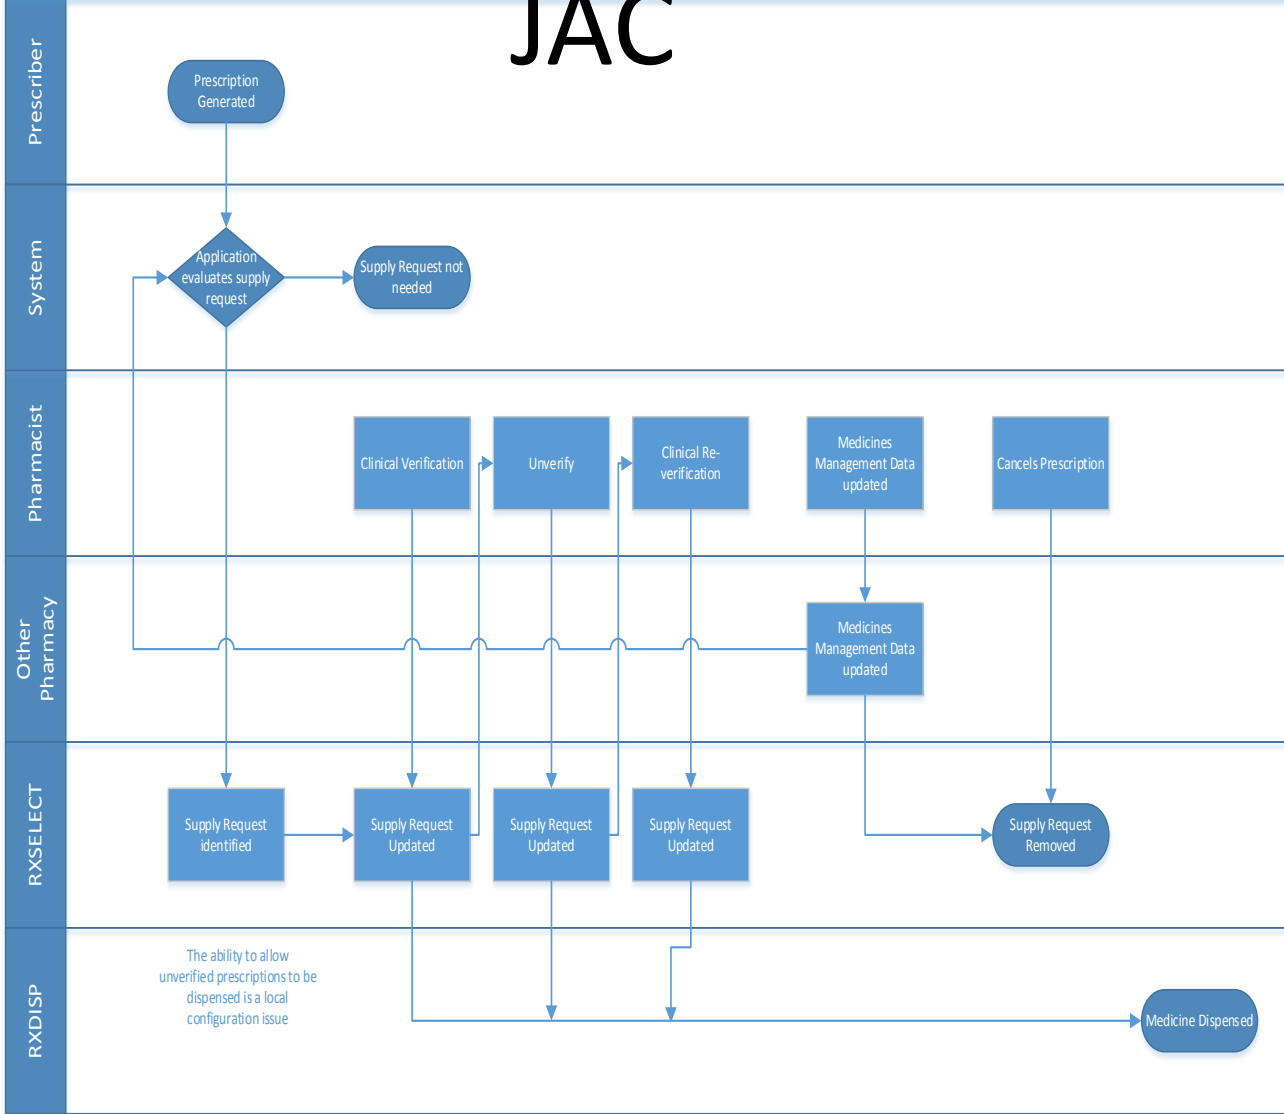 JAC
Prescriber
Prescription
Generated
System
Application
evaluates supply
request
Supply Request not
needed
Pharmacist
Clinical Verification
Unverify
Clinical Re-
verification
Medicines
Management Data
updated
Cancels Prescription
Other
Pharmacy
Medicines
Management Data
updated
RXSELECT
Supply Request
identified
Supply Request
Updated
Supply Request
Updated
Supply Request
Updated
Supply Request
Removed
RXDISP
The ability to allow
unverified prescriptions to be
dispensed is a local
configuration issue
Medicine Dispensed